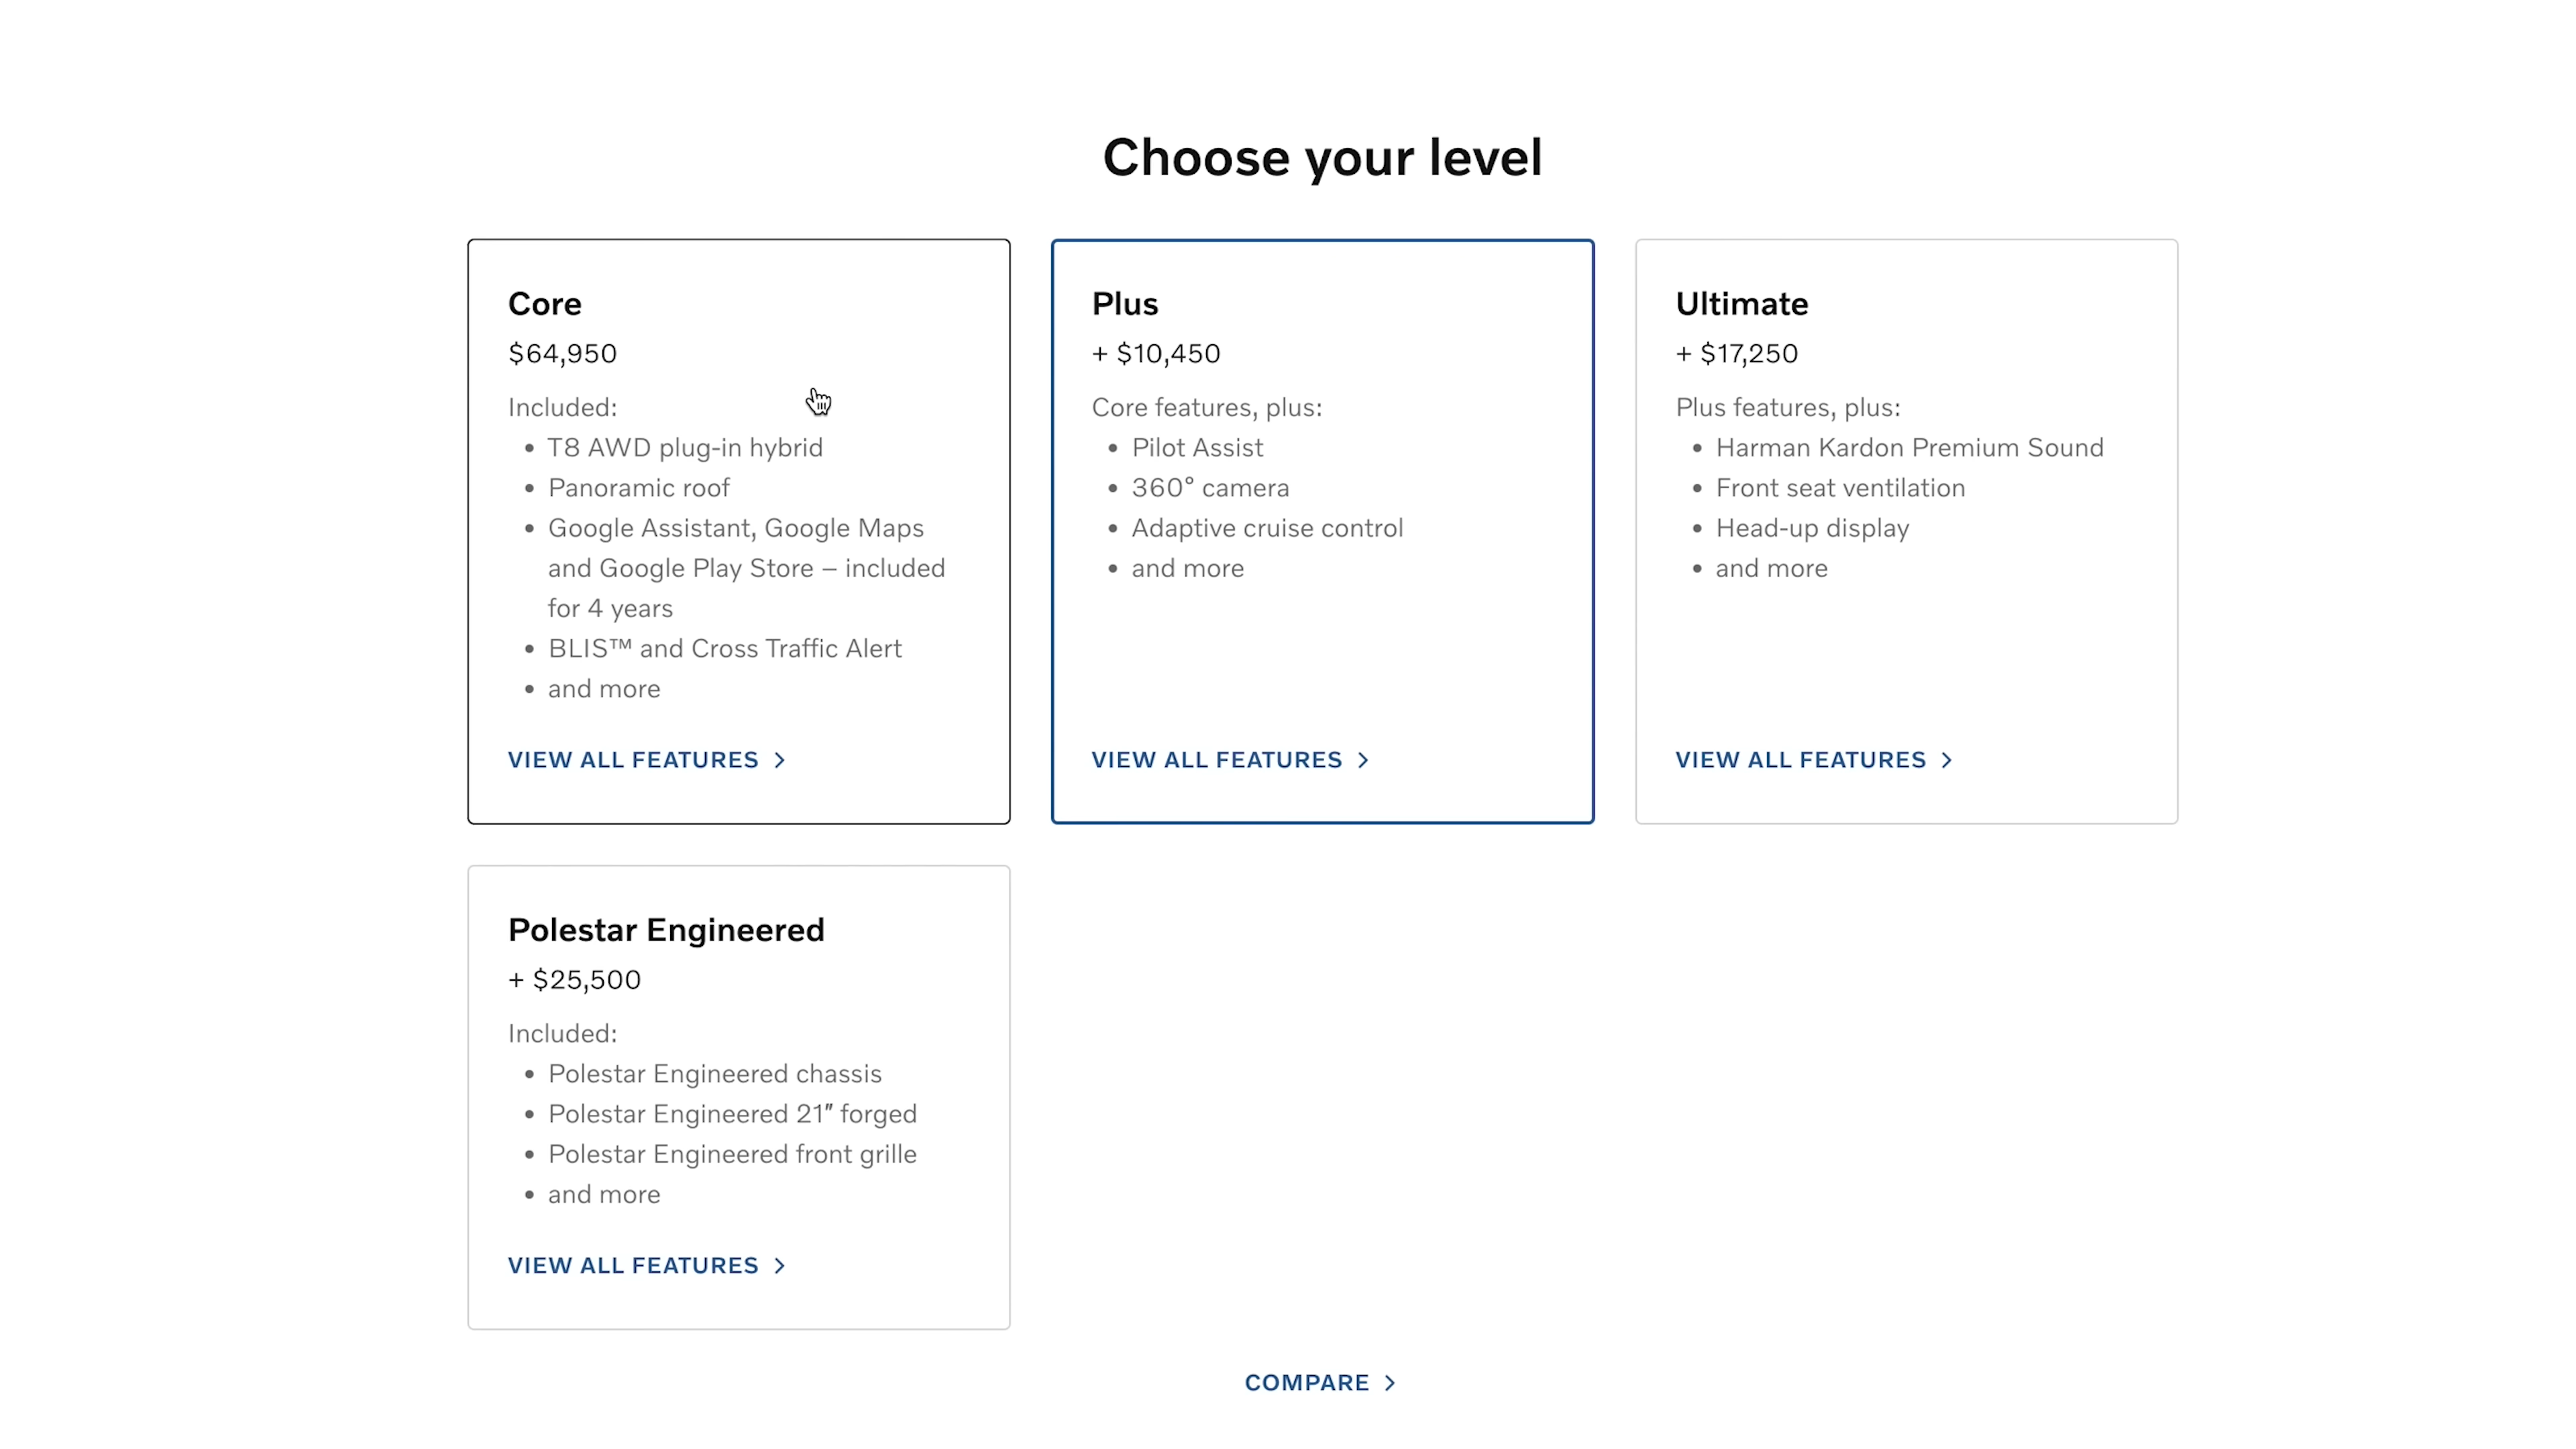 Choose your level
Core
$64,950
Included:
• T8 AWD plug-in hybrid
• Panoramic roof
• Google Assistant, Google Maps
and Google Play Store – included
for 4 years
• BLIS™ and Cross Traffic Alert
• and more
VIEW ALL FEATURES
Plus
+ $10,450
Core features, plus:
• Pilot Assist
• 360° camera
• Adaptive cruise control
• and more
VIEW ALL FEATURES
Ultimate
+ $17,250
Plus features, plus:
• Harman Kardon Premium Sound
• Front seat ventilation
• Head-up display
• and more
VIEW ALL FEATURES
Polestar Engineered
+ $25,500
Included:
• Polestar Engineered chassis
• Polestar Engineered 21″ forged
• Polestar Engineered front grille
• and more
VIEW ALL FEATURES
COMPARE